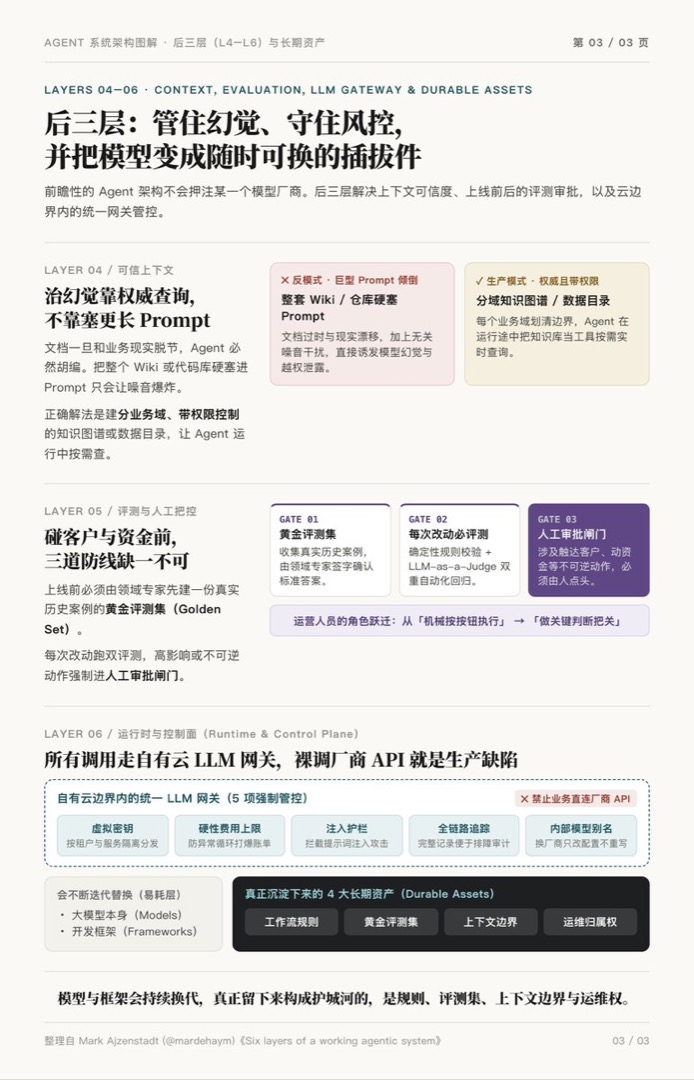 AGENT 系统架构图解 · 后三层（L4—L6）与长期资产
第 03 / 03 页
LAYERS 04—06 · CONTEXT, EVALUATION, LLM GATEWAY & DURABLE ASSETS
后三层：管住幻觉、守住风控，
并把模型变成随时可换的插拔件
前瞻性的 Agent 架构不会押注某一个模型厂商。后三层解决上下文可信度、上线前后的评测审批，以及云边
界内的统一网关管控。
LAYER 04 / 可信上下文
治幻觉靠权威查询，
不靠塞更长 Prompt
文档一旦和业务现实脱节，Agent 必
然胡编。把整个 Wiki 或代码库硬塞进
Prompt 只会让噪音爆炸。
正确解法是建分业务域、带权限控制
的知识图谱或数据目录，让 Agent 运
行中按需查。
✕ 反模式 · 巨型 Prompt 倾倒
整套 Wiki / 仓库硬塞
Prompt
文档过时与现实漂移，加上无关
噪音干扰，直接诱发模型幻觉与
越权泄露。
✓ 生产模式 · 权威且带权限
分域知识图谱 / 数据目录
每个业务域划清边界，Agent 在
运行途中把知识库当工具按需实
时查询。
LAYER 05 / 评测与人工把控
碰客户与资金前，
三道防线缺一不可
上线前必须由领域专家先建一份真实
历史案例的黄金评测集（Golden
Set）。
每次改动跑双评测，高影响或不可逆
动作强制进人工审批闸门。
GATE 01
黄金评测集
收集真实历史案例，
由领域专家签字确认
标准答案。
GATE 02
每次改动必评测
确定性规则校验 +
LLM-as-a-Judge 双
重自动化回归。
GATE 03
人工审批闸门
涉及触达客户、动资
金等不可逆动作，必
须由人点头。
运营人员的角色跃迁：从「机械按按钮执行」 → 「做关键判断把关」
LAYER 06 / 运行时与控制面（Runtime & Control Plane）
所有调用走自有云 LLM 网关，裸调厂商 API 就是生产缺陷
自有云边界内的统一 LLM 网关（5 项强制管控）
✕ 禁止业务直连厂商 API
虚拟密钥
按租户与服务隔离分发
硬性费用上限
防异常循环打爆账单
注入护栏
拦截提示词注入攻击
全链路追踪
完整记录便于排障审计
内部模型别名
换厂商只改配置不重写
会不断迭代替换（易耗层）
• 大模型本身（Models）
• 开发框架（Frameworks）
真正沉淀下来的 4 大长期资产（Durable Assets）
工作流规则
黄金评测集
上下文边界
运维归属权
模型与框架会持续换代，真正留下来构成护城河的，是规则、评测集、上下文边界与运维权。
整理自 Mark Ajzenstadt (@mardehaym)《Six layers of a working agentic system》
03 / 03